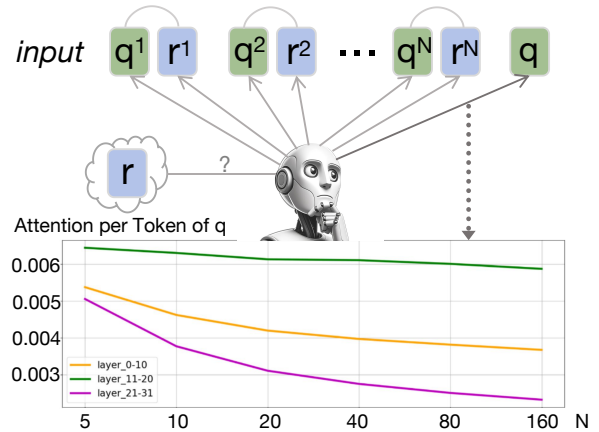 input q¹ r¹ q² r² ... qᴺ rᴺ q
r ?
Attention per Token of q
0.006
0.005
0.004
0.003
layer_0-10
layer_11-20
layer_21-31
5 10 20 40 80 160 N